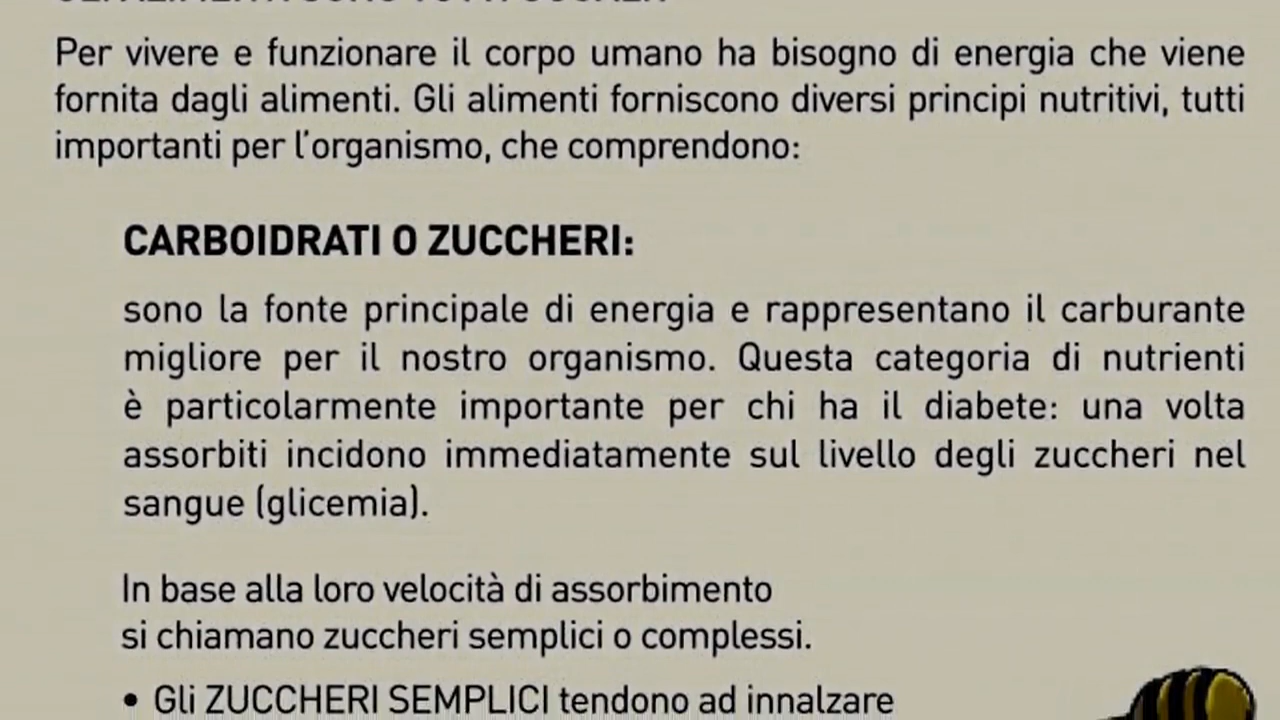 Per vivere e funzionare il corpo umano ha bisogno di energia che viene
fornita dagli alimenti. Gli alimenti forniscono diversi principi nutritivi, tutti
importanti per l'organismo, che comprendono:
CARBOIDRATI O ZUCCHERI:
sono la fonte principale di energia e rappresentano il carburante
migliore per il nostro organismo. Questa categoria di nutrienti
è particolarmente importante per chi ha il diabete: una volta
assorbiti incidono immediatamente sul livello degli zuccheri nel
sangue (glicemia).
In base alla loro velocità di assorbimento
si chiamano zuccheri semplici o complessi.
• Gli ZUCCHERI SEMPLICI tendono ad innalzare